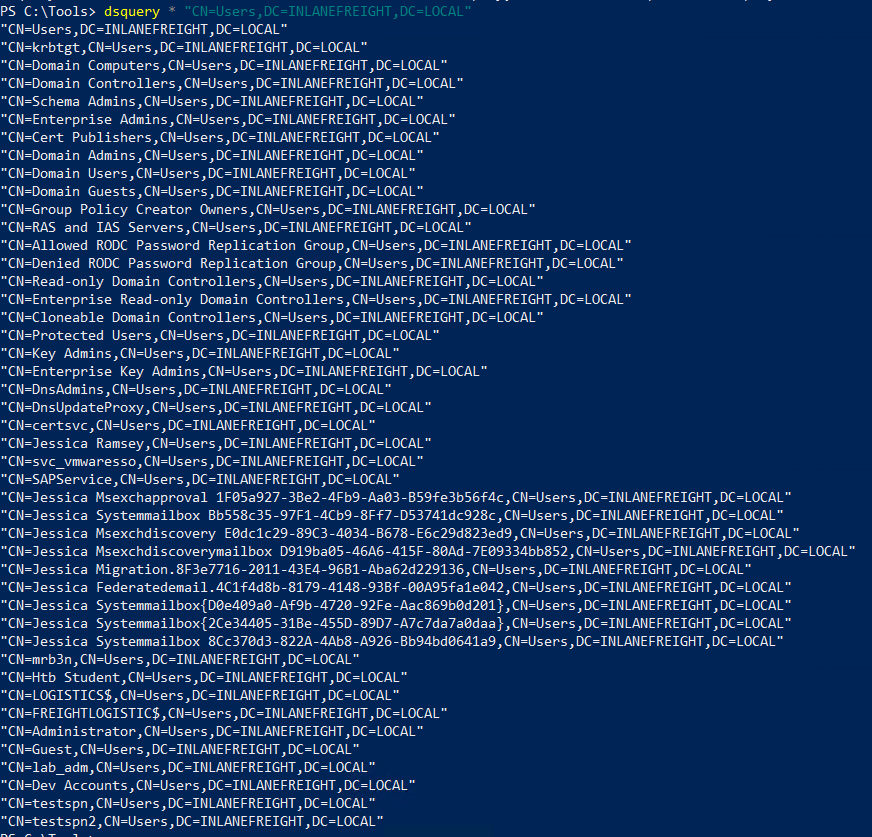 PS C:\Tools> dsquery * "CN=Users,DC=INLANEFREIGHT,DC=LOCAL"
"CN=Users,DC=INLANEFREIGHT,DC=LOCAL"
"CN=krbtgt,CN=Users,DC=INLANEFREIGHT,DC=LOCAL"
"CN=Domain Computers,CN=Users,DC=INLANEFREIGHT,DC=LOCAL"
"CN=Domain Controllers,CN=Users,DC=INLANEFREIGHT,DC=LOCAL"
"CN=Schema Admins,CN=Users,DC=INLANEFREIGHT,DC=LOCAL"
"CN=Enterprise Admins,CN=Users,DC=INLANEFREIGHT,DC=LOCAL"
"CN=Cert Publishers,CN=Users,DC=INLANEFREIGHT,DC=LOCAL"
"CN=Domain Admins,CN=Users,DC=INLANEFREIGHT,DC=LOCAL"
"CN=Domain Users,CN=Users,DC=INLANEFREIGHT,DC=LOCAL"
"CN=Domain Guests,CN=Users,DC=INLANEFREIGHT,DC=LOCAL"
"CN=Group Policy Creator Owners,CN=Users,DC=INLANEFREIGHT,DC=LOCAL"
"CN=RAS and IAS Servers,CN=Users,DC=INLANEFREIGHT,DC=LOCAL"
"CN=Allowed RODC Password Replication Group,CN=Users,DC=INLANEFREIGHT,DC=LOCAL"
"CN=Denied RODC Password Replication Group,CN=Users,DC=INLANEFREIGHT,DC=LOCAL"
"CN=Read-only Domain Controllers,CN=Users,DC=INLANEFREIGHT,DC=LOCAL"
"CN=Enterprise Read-only Domain Controllers,CN=Users,DC=INLANEFREIGHT,DC=LOCAL"
"CN=Cloneable Domain Controllers,CN=Users,DC=INLANEFREIGHT,DC=LOCAL"
"CN=Protected Users,CN=Users,DC=INLANEFREIGHT,DC=LOCAL"
"CN=Key Admins,CN=Users,DC=INLANEFREIGHT,DC=LOCAL"
"CN=Enterprise Key Admins,CN=Users,DC=INLANEFREIGHT,DC=LOCAL"
"CN=DnsAdmins,CN=Users,DC=INLANEFREIGHT,DC=LOCAL"
"CN=DnsUpdateProxy,CN=Users,DC=INLANEFREIGHT,DC=LOCAL"
"CN=certsvc,CN=Users,DC=INLANEFREIGHT,DC=LOCAL"
"CN=Jessica Ramsey,CN=Users,DC=INLANEFREIGHT,DC=LOCAL"
"CN=svc_vmwaresso,CN=Users,DC=INLANEFREIGHT,DC=LOCAL"
"CN=SAPService,CN=Users,DC=INLANEFREIGHT,DC=LOCAL"
"CN=Jessica Msexchapproval 1F05a927-3Be2-4Fb9-Aa03-B59fe3b56f4c,CN=Users,DC=INLANEFREIGHT,DC=LOCAL"
"CN=Jessica Systemmailbox Bb558c35-97F1-4Cb9-8Ff7-D53741dc928c,CN=Users,DC=INLANEFREIGHT,DC=LOCAL"
"CN=Jessica Msexchdiscovery E0dc1c29-89C3-4034-B678-E6c29d823ed9,CN=Users,DC=INLANEFREIGHT,DC=LOCAL"
"CN=Jessica Msexchdiscoverymailbox D919ba05-46A6-415F-80Ad-7E09334bb852,CN=Users,DC=INLANEFREIGHT,DC=LOCAL"
"CN=Jessica Migration.8F3e7716-2011-43E4-96B1-Aba62d229136,CN=Users,DC=INLANEFREIGHT,DC=LOCAL"
"CN=Jessica Federatedemail.4C1f4d8b-8179-4148-93Bf-00A95fa1e042,CN=Users,DC=INLANEFREIGHT,DC=LOCAL"
"CN=Jessica Systemmailbox{D0e409a0-Af9b-4720-92Fe-Aac869b0d201},CN=Users,DC=INLANEFREIGHT,DC=LOCAL"
"CN=Jessica Systemmailbox{2Ce34405-31Be-455D-89D7-A7c7da7a0daa},CN=Users,DC=INLANEFREIGHT,DC=LOCAL"
"CN=Jessica Systemmailbox 8Cc370d3-822A-4Ab8-A926-Bb94bd0641a9,CN=Users,DC=INLANEFREIGHT,DC=LOCAL"
"CN=mrb3n,CN=Users,DC=INLANEFREIGHT,DC=LOCAL"
"CN=Htb Student,CN=Users,DC=INLANEFREIGHT,DC=LOCAL"
"CN=LOGISTICS$,CN=Users,DC=INLANEFREIGHT,DC=LOCAL"
"CN=FREIGHTLOGISTIC$,CN=Users,DC=INLANEFREIGHT,DC=LOCAL"
"CN=Administrator,CN=Users,DC=INLANEFREIGHT,DC=LOCAL"
"CN=Guest,CN=Users,DC=INLANEFREIGHT,DC=LOCAL"
"CN=lab_adm,CN=Users,DC=INLANEFREIGHT,DC=LOCAL"
"CN=Dev Accounts,CN=Users,DC=INLANEFREIGHT,DC=LOCAL"
"CN=testspn,CN=Users,DC=INLANEFREIGHT,DC=LOCAL"
"CN=testspn2,CN=Users,DC=INLANEFREIGHT,DC=LOCAL"